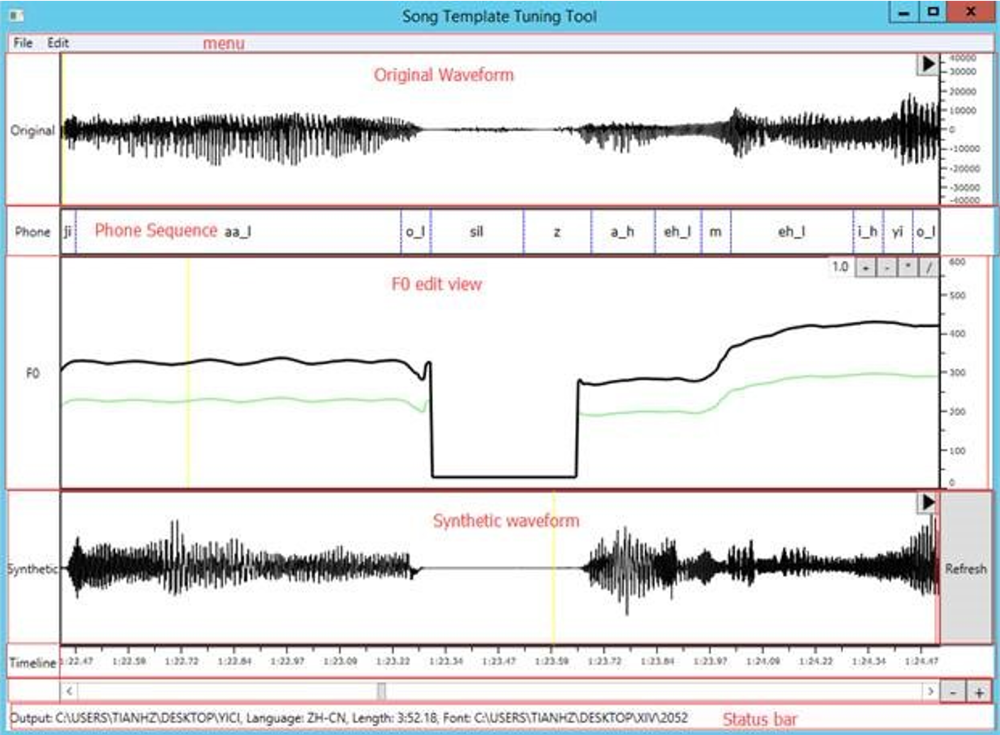 Song Template Tuning Tool
File Edit menu
Original Waveform
Original
40000
30000
20000
10000
0
-10000
-20000
-30000
-40000
Phone ji Phone Sequence aa_l o_l sil z a_h eh_l m eh_l i_h yi o_l
1.0 + - * /
F0 edit view
F0
600
500
400
300
200
100
0
Synthetic waveform
Synthetic
Refresh
Timeline 1:22.47 1:22.59 1:22.72 1:22.84 1:22.97 1:23.09 1:23.22 1:23.34 1:23.47 1:23.59 1:23.72 1:23.84 1:23.97 1:24.09 1:24.22 1:24.34 1:24.47
< > - +
Output: C:\USERS\TIANHZ\DESKTOP\YICI, Language: ZH-CN, Length: 3:52.18, Font: C:\USERS\TIANHZ\DESKTOP\XIV\2052 Status bar